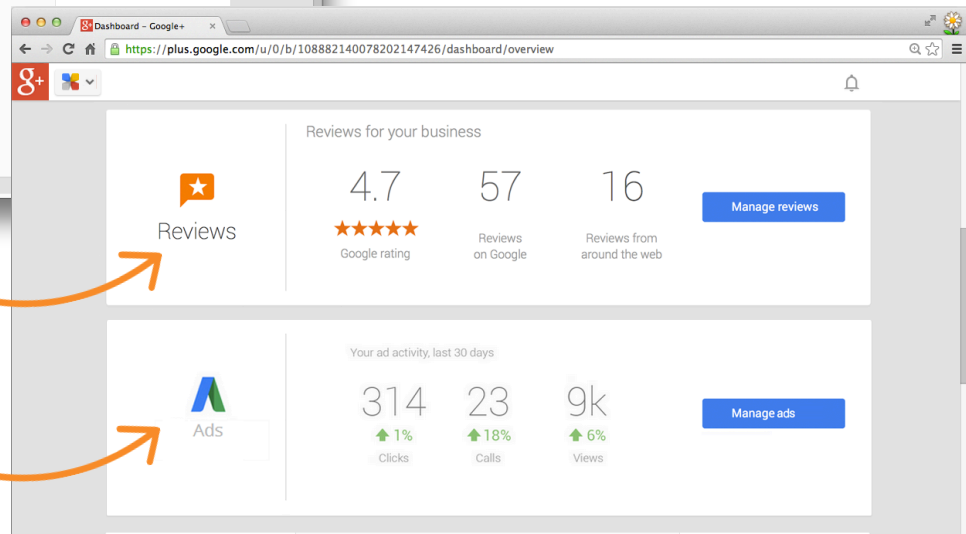 Dashboard - Google+
https://plus.google.com/u/0/b/108882140078202147426/dashboard/overview
g+
Reviews for your business
4.7
57
16
Manage reviews
Reviews
Google rating
Reviews
on Google
Reviews from
around the web
Your ad activity, last 30 days
314
23
9k
Manage ads
Ads
1%
18%
6%
Clicks
Calls
Views